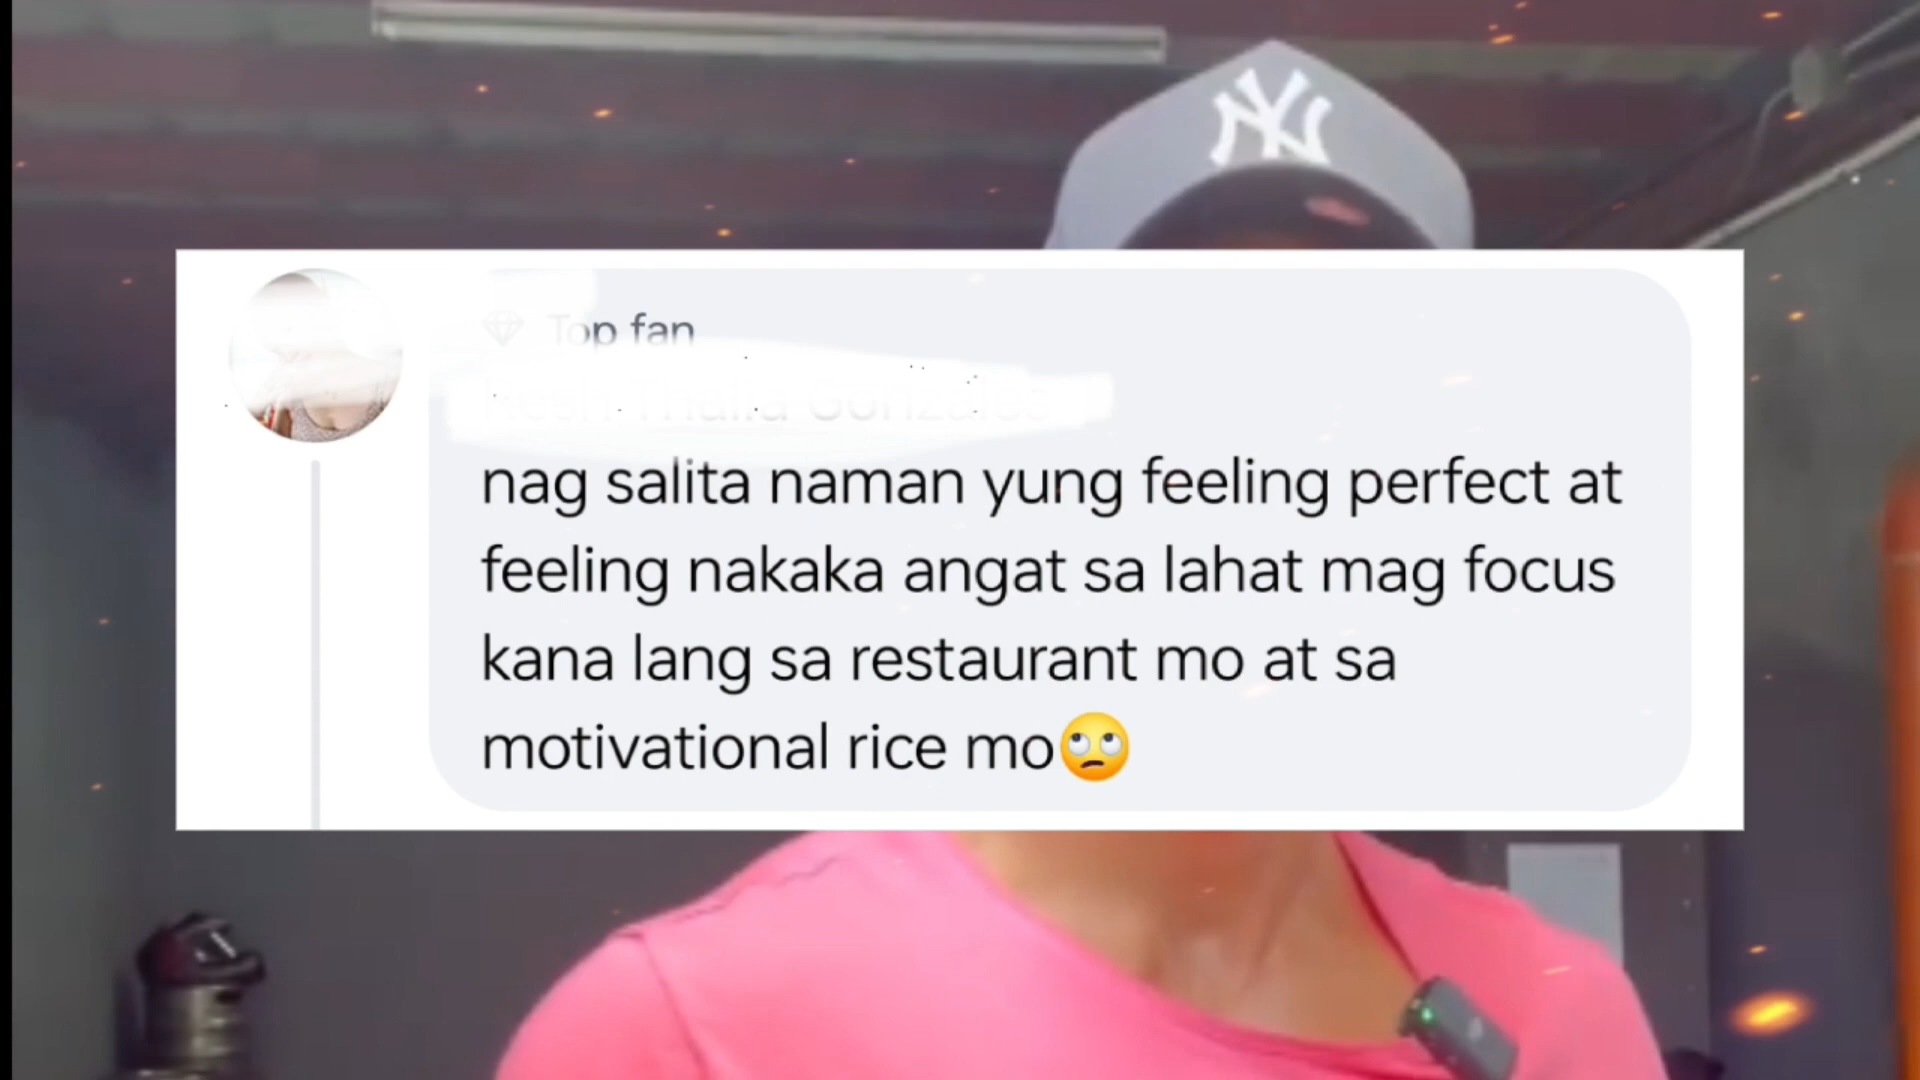 NY
Top fan
nag salita naman yung feeling perfect at
feeling nakaka angat sa lahat mag focus
kana lang sa restaurant mo at sa
motivational rice mo🙄